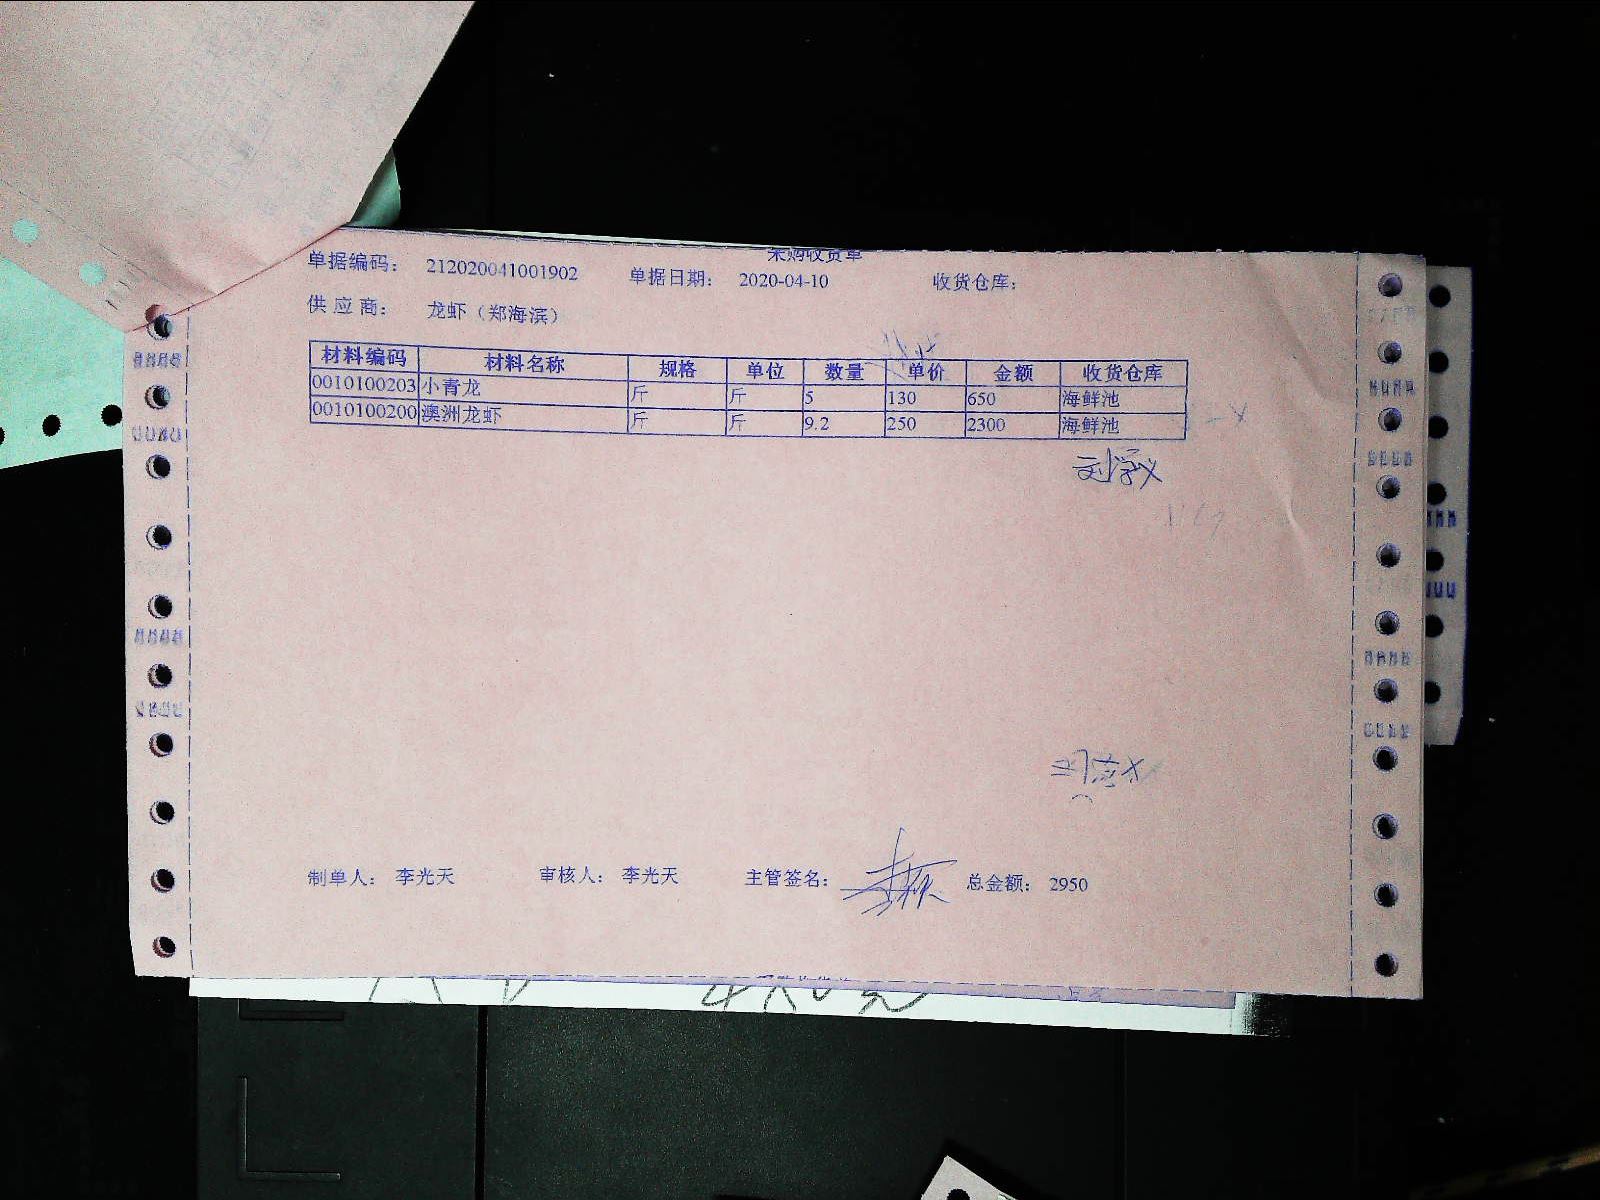 采购收货单
单据编码： 212020041001902 单据日期： 2020-04-10 收货仓库：
供应商： 龙虾（郑海滨）
材料编码 材料名称 规格 单位 数量 单价 金额 收货仓库
0010100203 小青龙 斤 斤 5 130 650 海鲜池
0010100200 澳洲龙虾 斤 斤 9.2 250 2300 海鲜池
刘学义
制单人： 李光天 审核人： 李光天 主管签名： 总金额： 2950